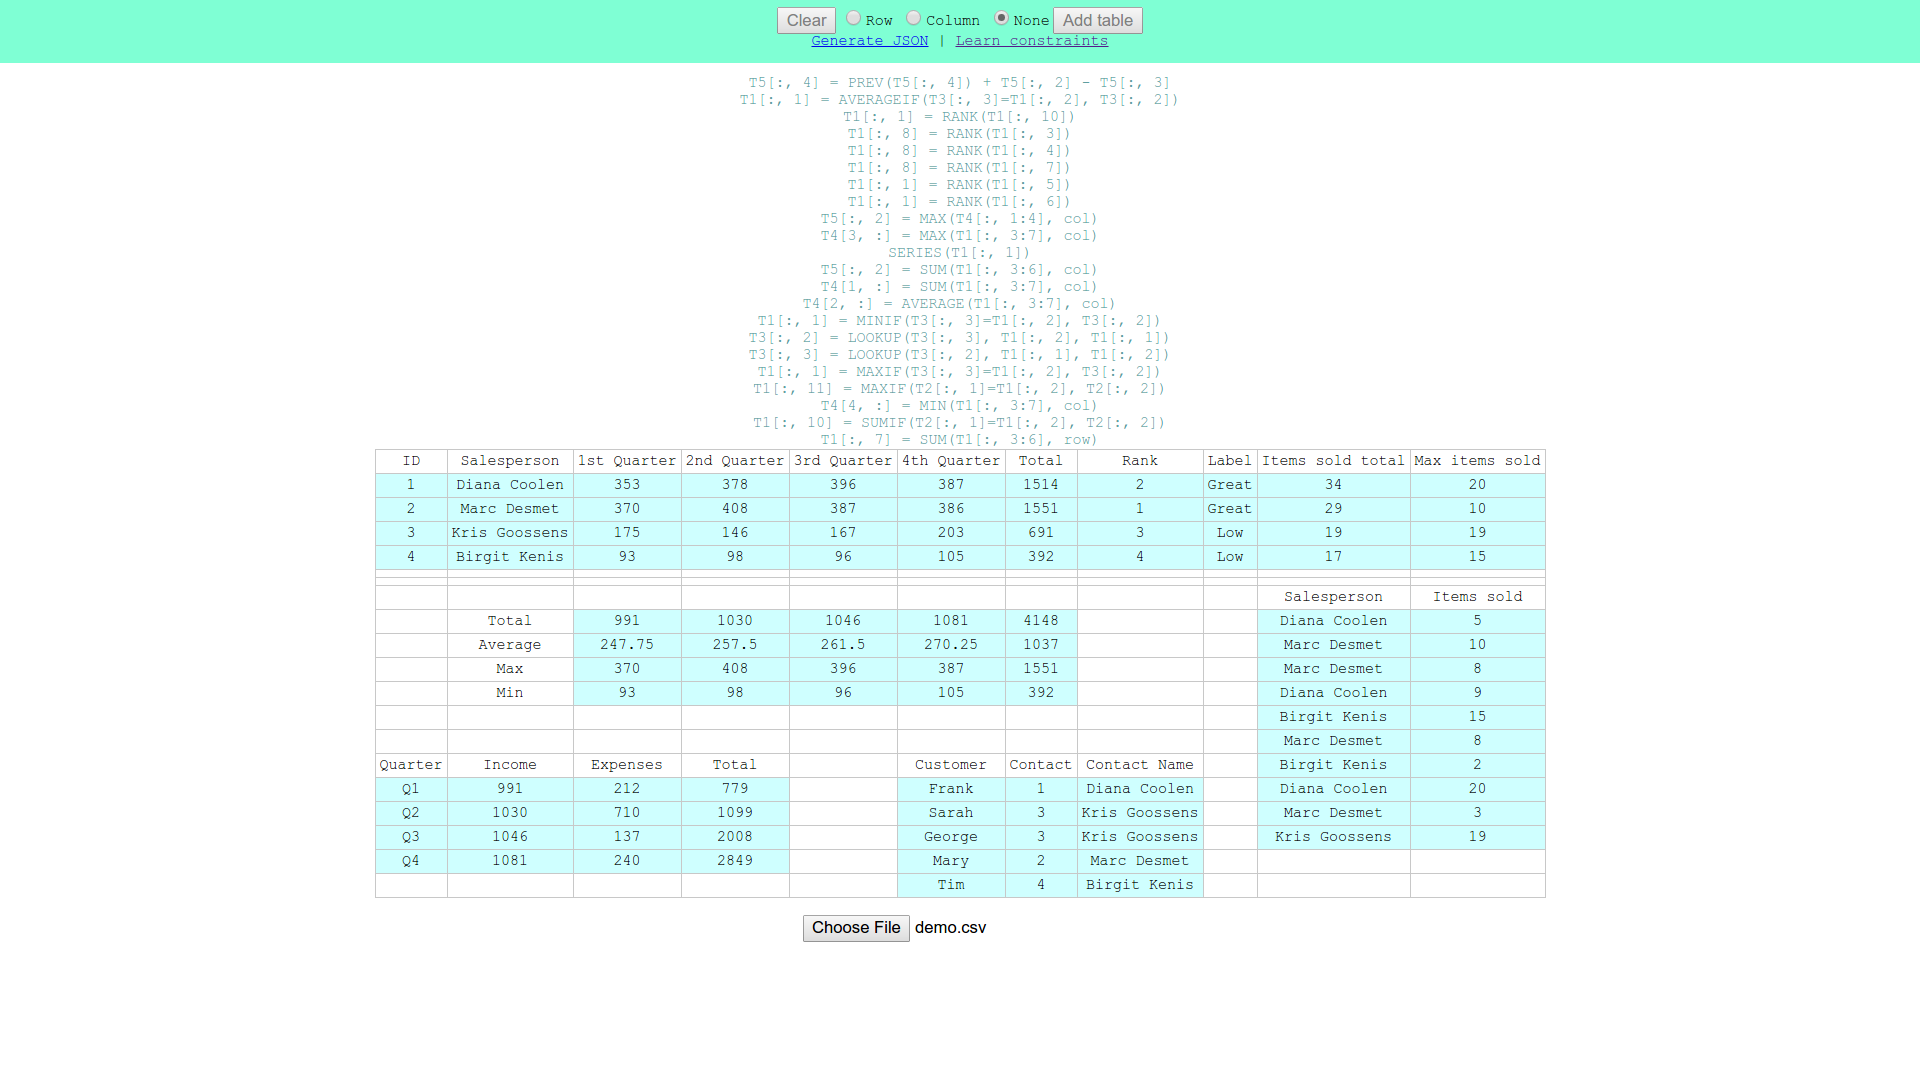 Clear Row Column None Add table
Generate JSON | Learn constraints
T5[:, 4] = PREV(T5[:, 4]) + T5[:, 2] - T5[:, 3]
T1[:, 1] = AVERAGEIF(T3[:, 3]=T1[:, 2], T3[:, 2])
T1[:, 1] = RANK(T1[:, 10])
T1[:, 8] = RANK(T1[:, 3])
T1[:, 8] = RANK(T1[:, 4])
T1[:, 8] = RANK(T1[:, 7])
T1[:, 1] = RANK(T1[:, 5])
T1[:, 1] = RANK(T1[:, 6])
T5[:, 2] = MAX(T4[:, 1:4], col)
T4[3, :] = MAX(T1[:, 3:7], col)
SERIES(T1[:, 1])
T5[:, 2] = SUM(T1[:, 3:6], col)
T4[1, :] = SUM(T1[:, 3:7], col)
T4[2, :] = AVERAGE(T1[:, 3:7], col)
T1[:, 1] = MINIF(T3[:, 3]=T1[:, 2], T3[:, 2])
T3[:, 2] = LOOKUP(T3[:, 3], T1[:, 2], T1[:, 1])
T3[:, 3] = LOOKUP(T3[:, 2], T1[:, 1], T1[:, 2])
T1[:, 1] = MAXIF(T3[:, 3]=T1[:, 2], T3[:, 2])
T1[:, 11] = MAXIF(T2[:, 1]=T1[:, 2], T2[:, 2])
T4[4, :] = MIN(T1[:, 3:7], col)
T1[:, 10] = SUMIF(T2[:, 1]=T1[:, 2], T2[:, 2])
T1[:, 7] = SUM(T1[:, 3:6], row)
ID Salesperson 1st Quarter 2nd Quarter 3rd Quarter 4th Quarter Total Rank Label Items sold total Max items sold
1 Diana Coolen 353 378 396 387 1514 2 Great 34 20
2 Marc Desmet 370 408 387 386 1551 1 Great 29 10
3 Kris Goossens 175 146 167 203 691 3 Low 19 19
4 Birgit Kenis 93 98 96 105 392 4 Low 17 15
Salesperson Items sold
Total 991 1030 1046 1081 4148 Diana Coolen 5
Average 247.75 257.5 261.5 270.25 1037 Marc Desmet 10
Max 370 408 396 387 1551 Marc Desmet 8
Min 93 98 96 105 392 Diana Coolen 9
Birgit Kenis 15
Marc Desmet 8
Quarter Income Expenses Total Customer Contact Contact Name Birgit Kenis 2
Q1 991 212 779 Frank 1 Diana Coolen Diana Coolen 20
Q2 1030 710 1099 Sarah 3 Kris Goossens Marc Desmet 3
Q3 1046 137 2008 George 3 Kris Goossens Kris Goossens 19
Q4 1081 240 2849 Mary 2 Marc Desmet
Tim 4 Birgit Kenis
Choose File demo.csv